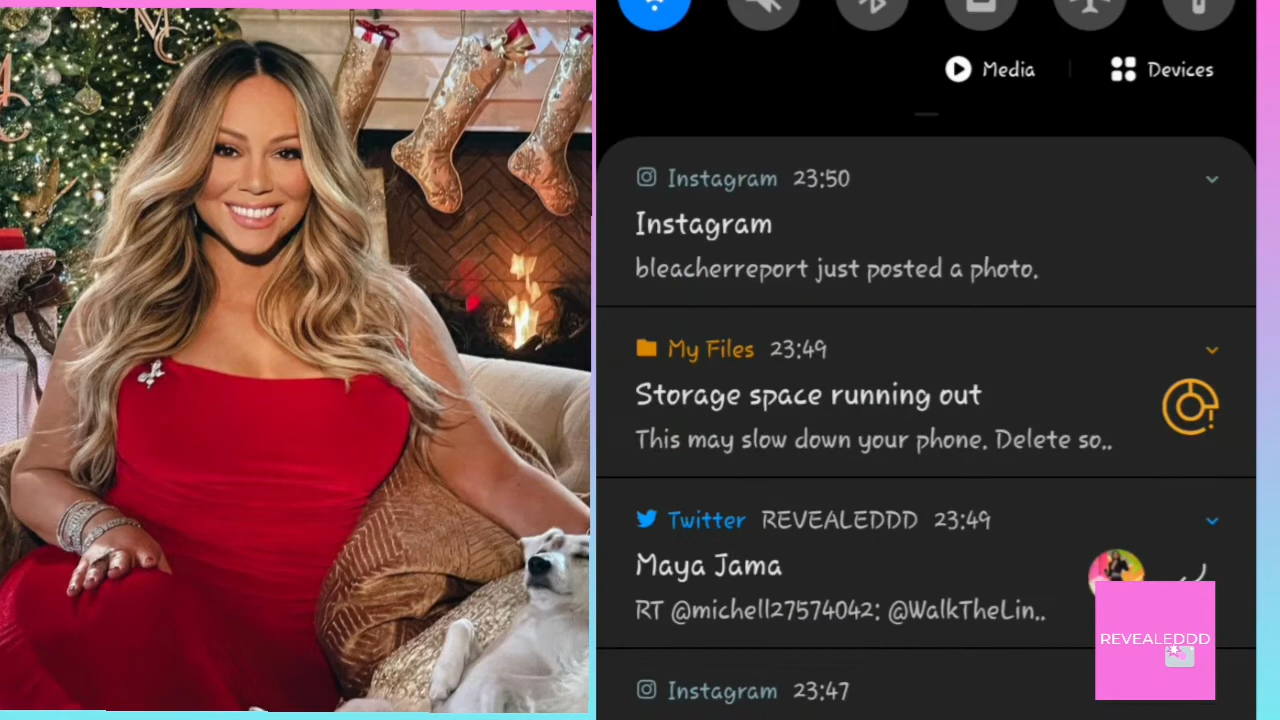 MC
MC
Media
Devices
Instagram 23:50
Instagram
bleacherreport just posted a photo.
My Files 23:49
Storage space running out
This may slow down your phone. Delete so..
Twitter REVEALEDDD 23:49
Maya Jama
RT @michell27574042: @WalkTheLin..
REVEALEDDD
Instagram 23:47